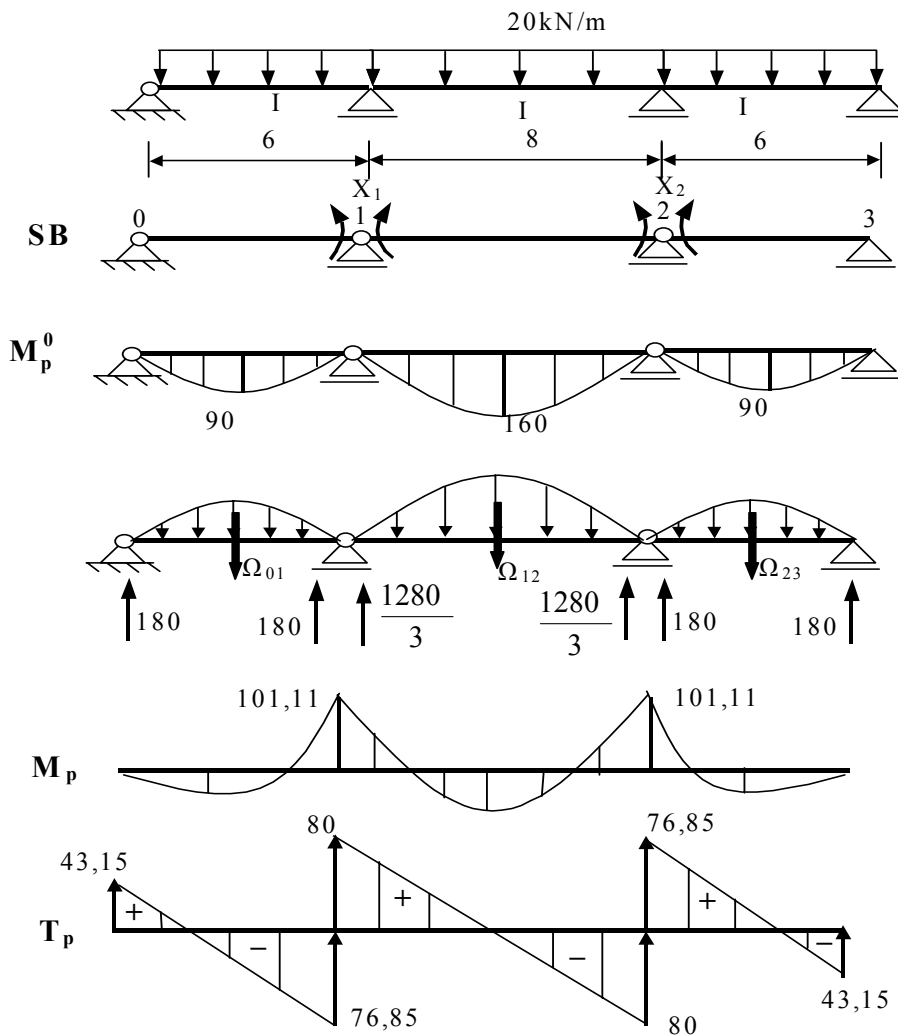 20kN/m
I
I
I
6
8
6
X₁
X₂
SB
0
1
2
3
M⁰ₚ
90
160
90
Ω₀₁
Ω₁₂
Ω₂₃
180
180
1280/3
1280/3
180
180
101,11
101,11
Mₚ
80
76,85
43,15
+
+
+
Tₚ
−
−
−
76,85
80
43,15